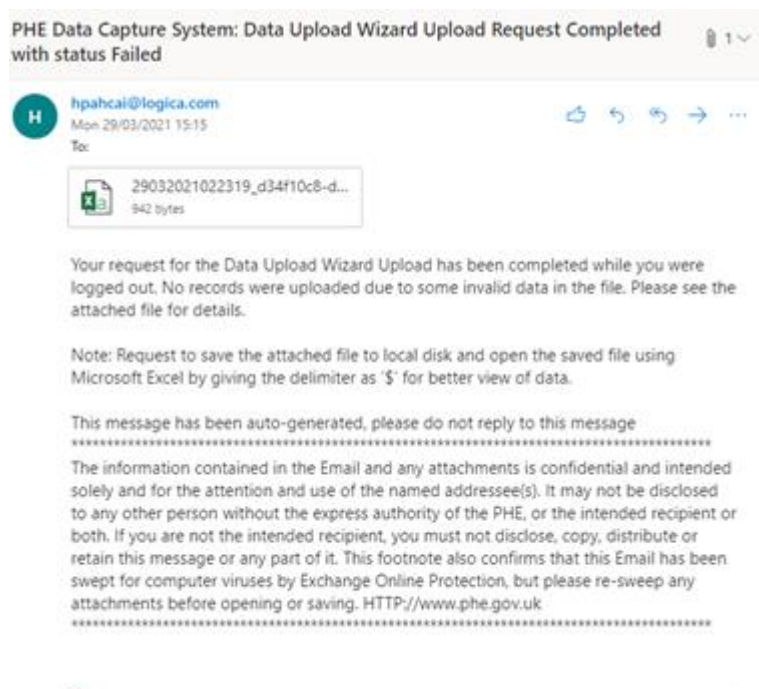 PHE Data Capture System: Data Upload Wizard Upload Request Completed
with status Failed
1
H
hpahcai@logica.com
Mon 29/03/2021 15:15
To:
29032021022319_d34f10c8-d...
942 bytes
Your request for the Data Upload Wizard Upload has been completed while you were
logged out. No records were uploaded due to some invalid data in the file. Please see the
attached file for details.
Note: Request to save the attached file to local disk and open the saved file using
Microsoft Excel by giving the delimiter as '$' for better view of data.
This message has been auto-generated, please do not reply to this message
******************************************************************************************
The information contained in the Email and any attachments is confidential and intended
solely and for the attention and use of the named addressee(s). It may not be disclosed
to any other person without the express authority of the PHE, or the intended recipient or
both. If you are not the intended recipient, you must not disclose, copy, distribute or
retain this message or any part of it. This footnote also confirms that this Email has been
swept for computer viruses by Exchange Online Protection, but please re-sweep any
attachments before opening or saving. HTTP://www.phe.gov.uk
******************************************************************************************